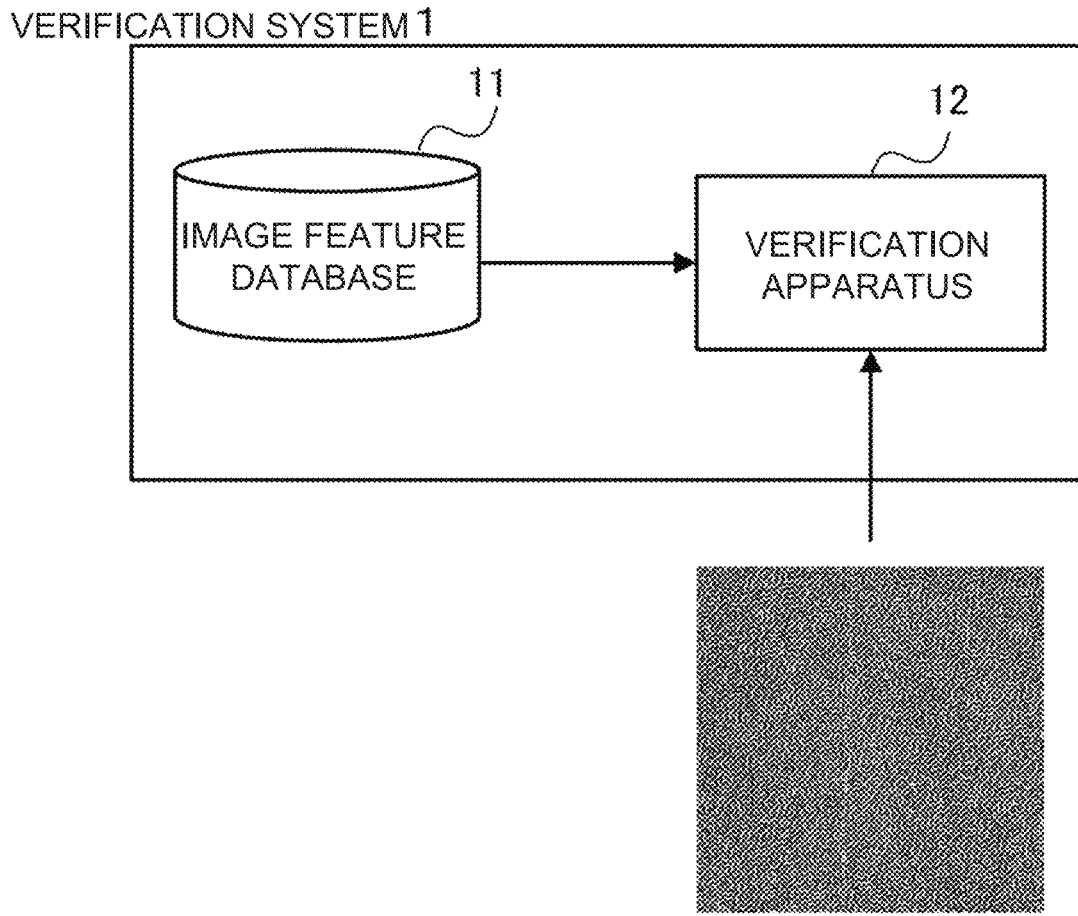 VERIFICATION SYSTEM 1
11
12
IMAGE FEATURE
DATABASE
VERIFICATION
APPARATUS